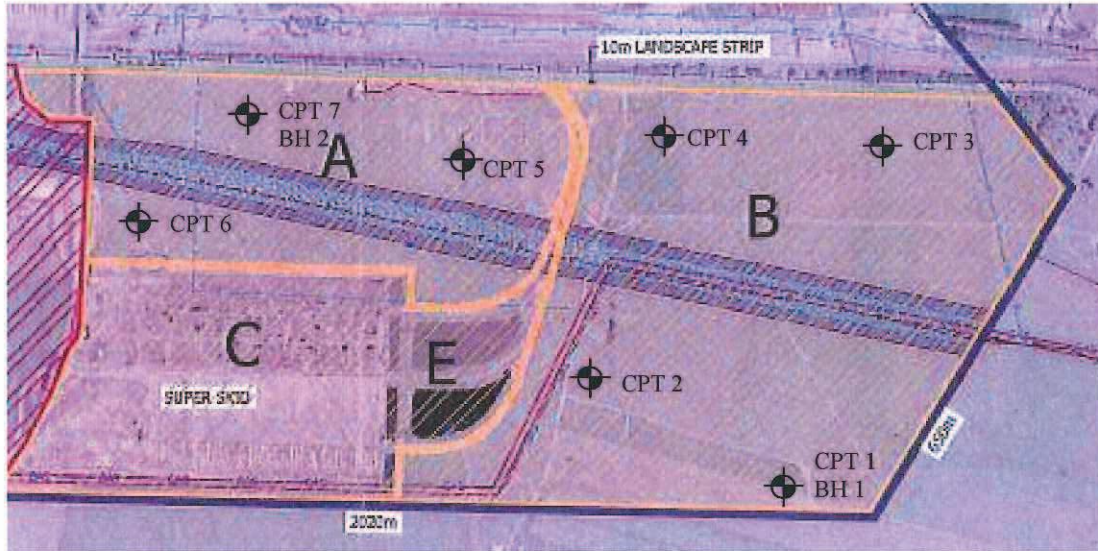 10m LANDSCAPE STRIP
CPT 7
BH 2
A
CPT 5
CPT 4
CPT 3
CPT 6
B
C
E
SUPER SKID
CPT 2
CPT 1
BH 1
650m
2020m